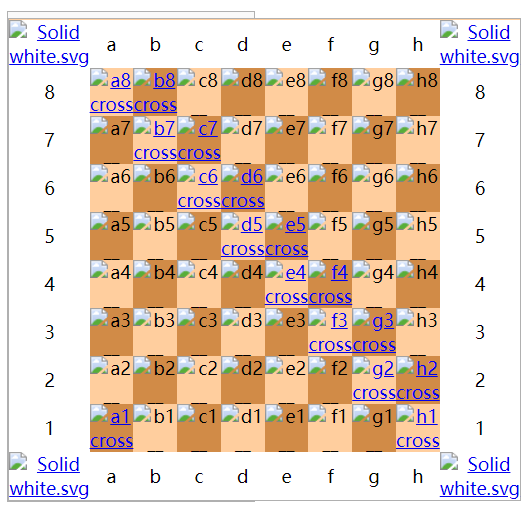 Solid a b c d e f g h Solid
white.svg white.svg
8 a8 b8 c8 d8 e8 f8 g8 h8 8
cross cross
7 a7 b7 c7 d7 e7 f7 g7 h7 7
cross cross
6 a6 b6 c6 d6 e6 f6 g6 h6 6
cross cross
5 a5 b5 c5 d5 e5 f5 g5 h5 5
cross cross
4 a4 b4 c4 d4 e4 f4 g4 h4 4
cross cross
3 a3 b3 c3 d3 e3 f3 g3 h3 3
cross cross
2 a2 b2 c2 d2 e2 f2 g2 h2 2
cross cross
1 a1 b1 c1 d1 e1 f1 g1 h1 1
cross cross
Solid a b c d e f g h Solid
white.svg white.svg